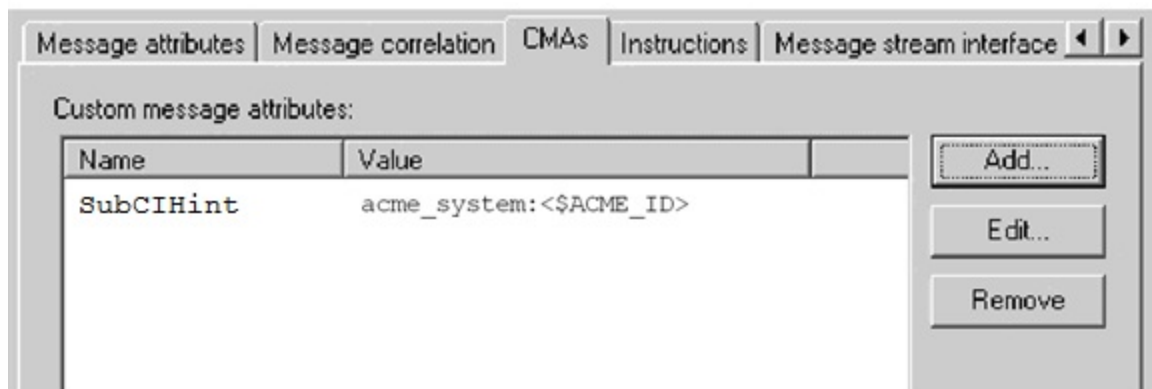 Message attributes Message correlation CMAs Instructions Message stream interface
Custom message attributes:
Name Value
Add...
SubCIHint acme_system:<$ACME_ID>
Edit...
Remove